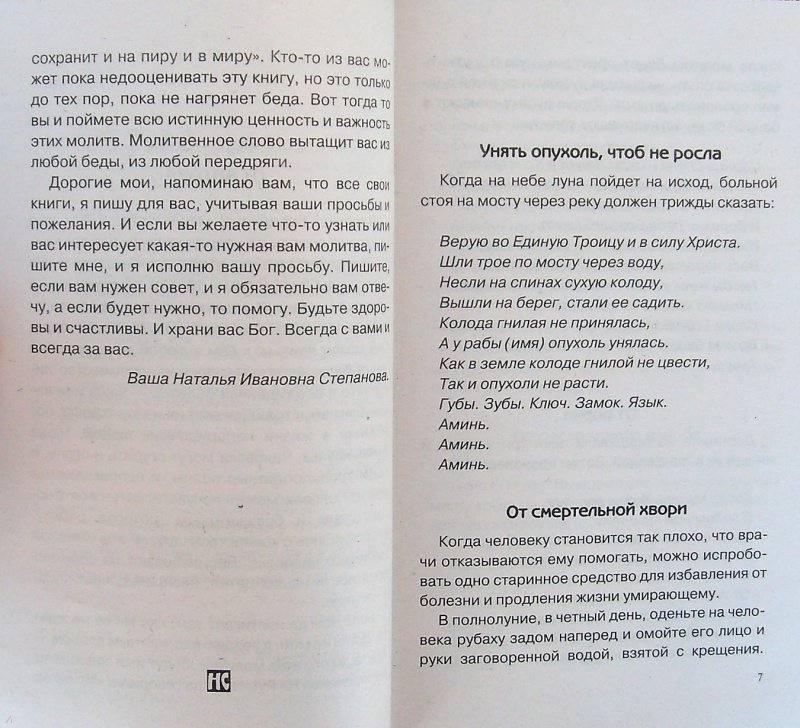 сохранит и на пиру и в миру». Кто-то из вас мо-
жет пока недооценивать эту книгу, но это только
до тех пор, пока не нагрянет беда. Вот тогда то
вы и поймете всю истинную ценность и важность
этих молитв. Молитвенное слово вытащит вас из
любой беды, из любой передряги.
Дорогие мои, напоминаю вам, что все свои
книги, я пишу для вас, учитывая ваши просьбы и
пожелания. И если вы желаете что-то узнать или
вас интересует какая-то нужная вам молитва, пи-
шите мне, и я исполню вашу просьбу. Пишите,
если вам нужен совет, и я обязательно вам отве-
чу, а если будет нужно, то помогу. Будьте здоро-
вы и счастливы. И храни вас Бог. Всегда с вами и
всегда за вас.
Ваша Наталья Ивановна Степанова.
НС
Унять опухоль, чтоб не росла
Когда на небе луна пойдет на исход, больной
стоя на мосту через реку должен трижды сказать:
Верую во Единую Троицу и в силу Христа.
Шли трое по мосту через воду,
Несли на спинах сухую колоду,
Вышли на берег, стали ее садить.
Колода гнилая не принялась,
А у рабы (имя) опухоль унялась.
Как в земле колоде гнилой не цвести,
Так и опухоли не расти.
Губы. Зубы. Ключ. Замок. Язык.
Аминь.
Аминь.
Аминь.
От смертельной хвори
Когда человеку становится так плохо, что вра-
чи отказываются ему помогать, можно испробо-
вать одно старинное средство для избавления от
болезни и продления жизни умирающему.
В полнолуние, в четный день, оденьте на чело-
века рубаху задом наперед и омойте его лицо и
руки заговоренной водой, взятой с крещения.
7